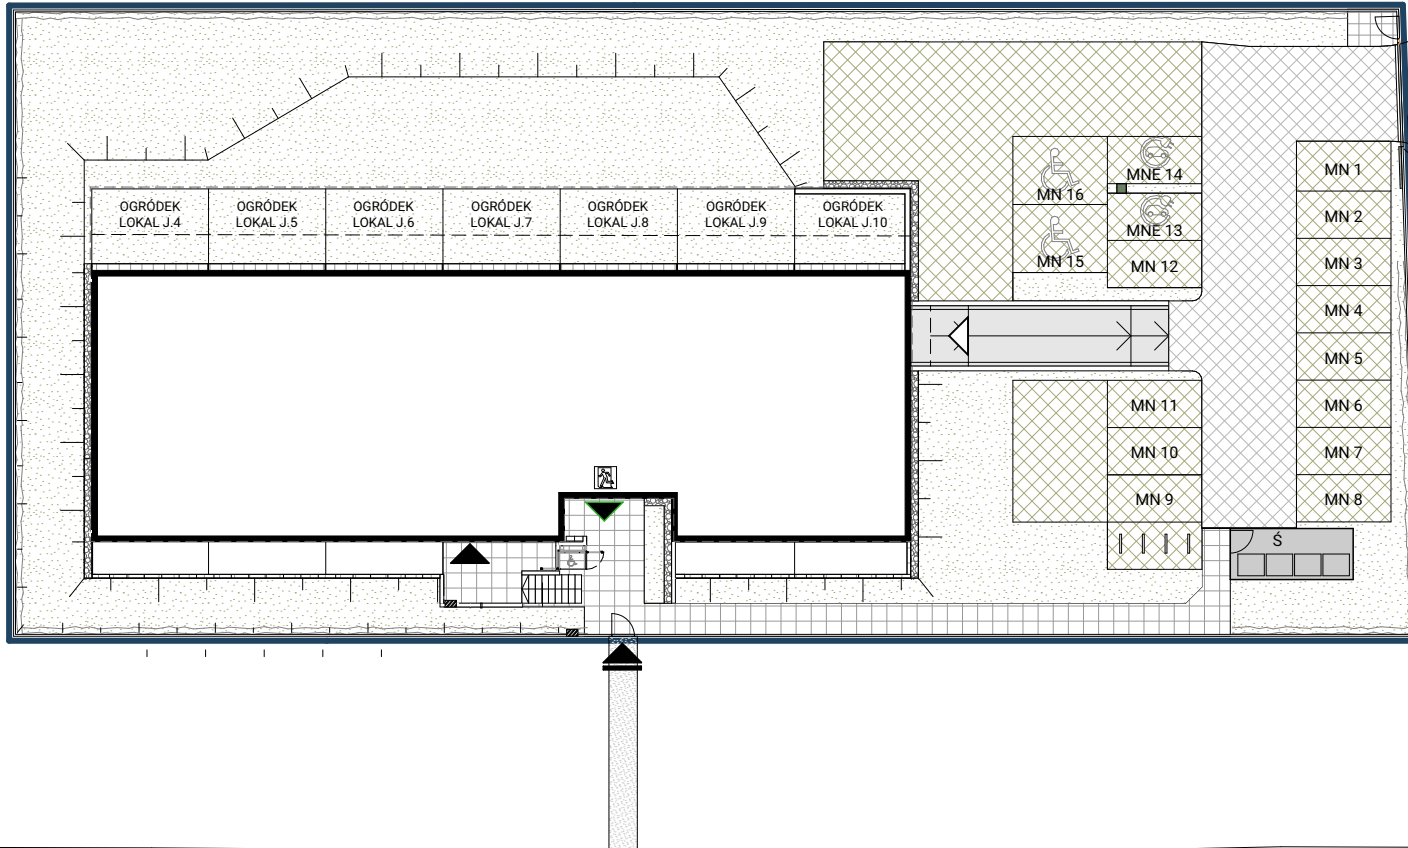 OGRÓDEK
LOKAL J.4
OGRÓDEK
LOKAL J.5
OGRÓDEK
LOKAL J.6
OGRÓDEK
LOKAL J.7
OGRÓDEK
LOKAL J.8
OGRÓDEK
LOKAL J.9
OGRÓDEK
LOKAL J.10
MN 16
MN 15
MNE 14
MNE 13
MN 12
MN 11
MN 10
MN 9
MN 1
MN 2
MN 3
MN 4
MN 5
MN 6
MN 7
MN 8
Ś